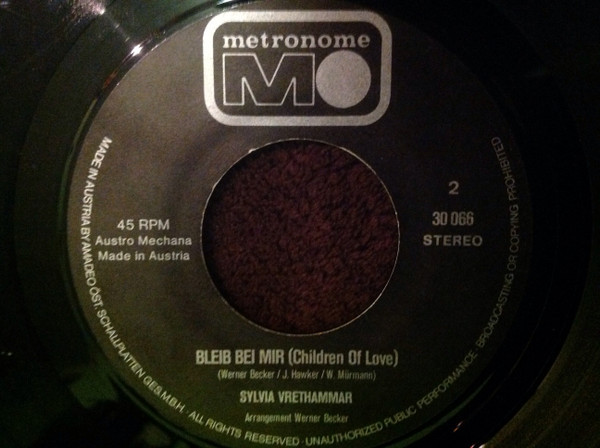 metronome
MO
2
30 066
STEREO
45 RPM
Austro Mechana
Made in Austria
BLEIB BEI MIR (Children Of Love)
(Werner Becker / J. Hawker / W. Mürmann)
SYLVIA VRETHAMMAR
Arrangement Werner Becker
MADE IN AUSTRIA BY AMADEO ÖST. SCHALLPLATTEN GES.M.B.H. · ALL RIGHTS RESERVED · UNAUTHORIZED PUBLIC PERFORMANCE · BROADCASTING OR COPYING PROHIBITED